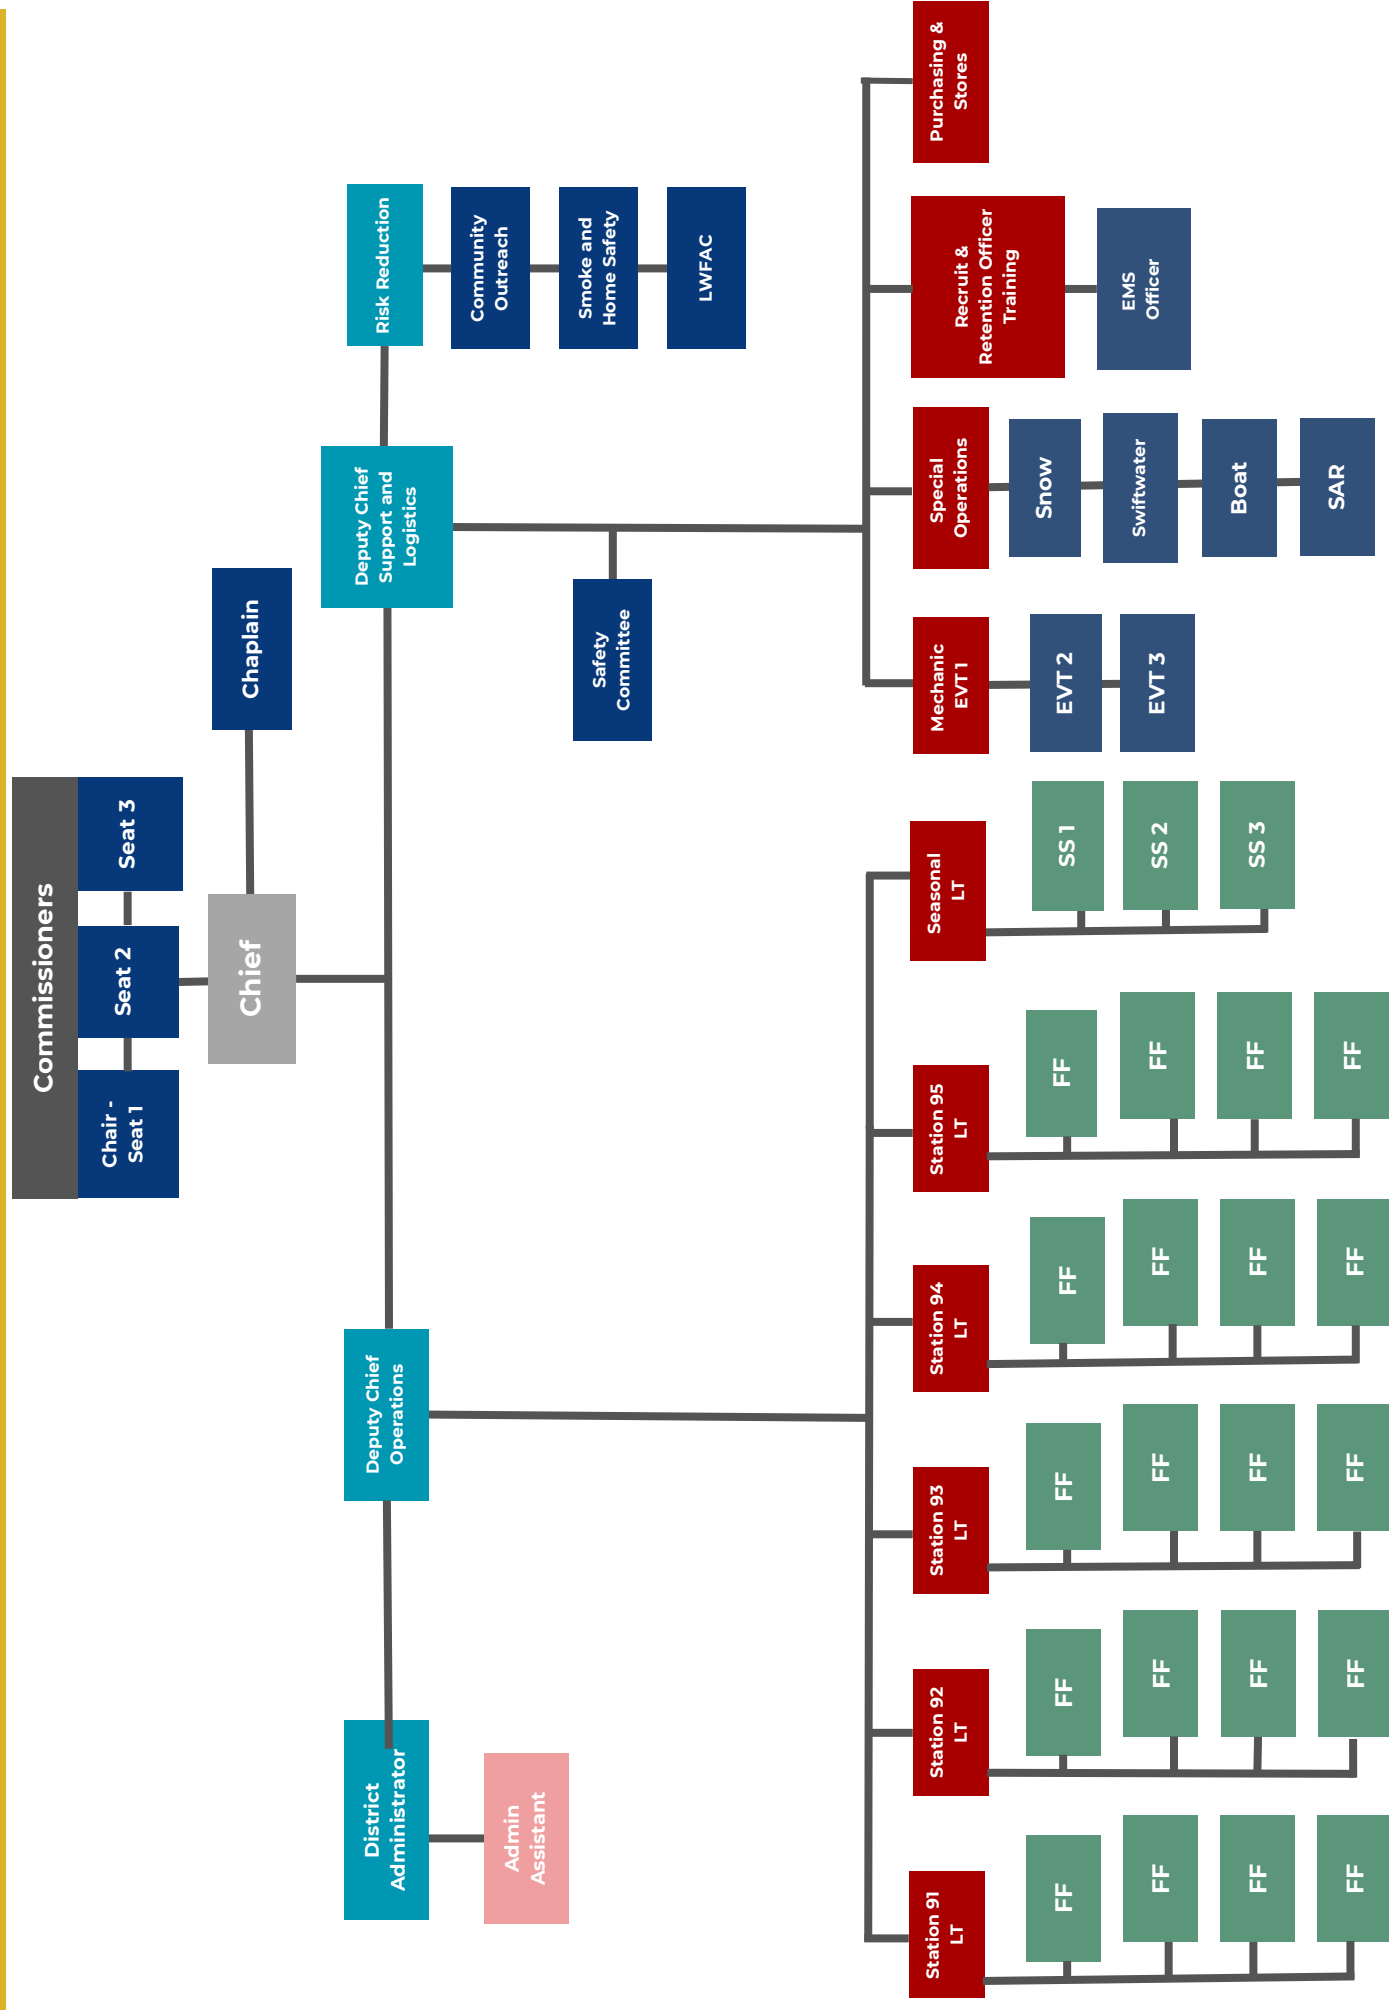 Commissioners
Chair -
Seat 1
Seat 2
Seat 3
Chief
Chaplain
District
Administrator
Deputy Chief
Operations
Deputy Chief
Support and
Logistics
Risk Reduction
Admin
Assistant
Community
Outreach
Smoke and
Home Safety
LWFAC
Safety
Committee
Station 91
LT
Station 92
LT
Station 93
LT
Station 94
LT
Station 95
LT
Seasonal
LT
Mechanic
EVT 1
Special
Operations
Recruit &
Retention Officer
Training
Purchasing &
Stores
FF
FF
FF
FF
FF
SS 1
EVT 2
Snow
EMS
Officer
FF
FF
FF
FF
FF
SS 2
EVT 3
Swiftwater
FF
FF
FF
FF
FF
SS 3
Boat
FF
FF
FF
FF
FF
SAR